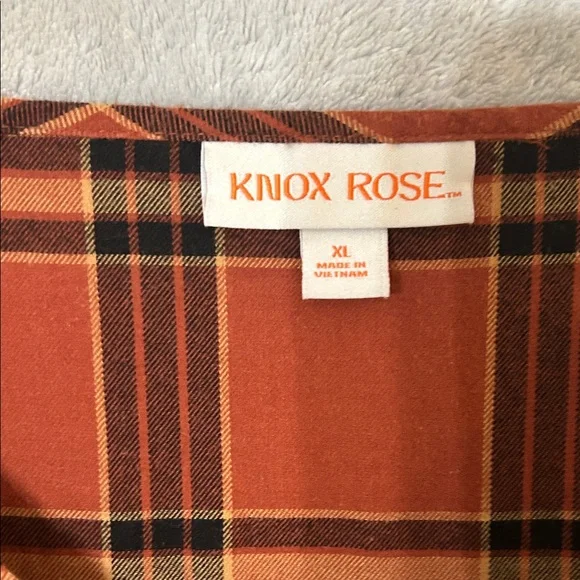 KNOX ROSE™
XL
MADE IN
VIETNAM